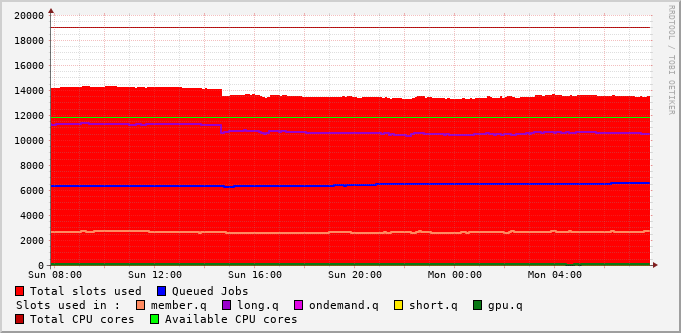 20000
18000
16000
14000
12000
10000
8000
6000
4000
2000
0
Sun 08:00 Sun 12:00 Sun 16:00 Sun 20:00 Mon 00:00 Mon 04:00
Total slots used Queued Jobs
Slots used in : member.q long.q ondemand.q short.q gpu.q
Total CPU cores Available CPU cores
RRDTOOL / TOBI OETIKER